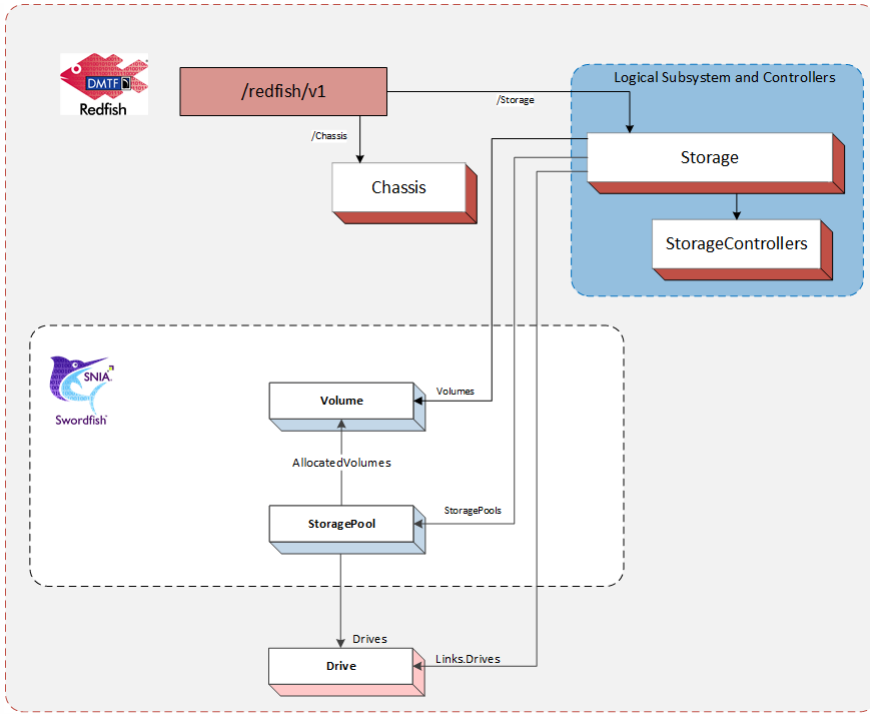 Logical Subsystem and Controllers
DMTF
Redfish
/redfish/v1
/Storage
/Chassis
Storage
Chassis
StorageControllers
SNIA
Swordfish
Volume
Volumes
AllocatedVolumes
StoragePool
StoragePools
Drives
Drive
Links.Drives